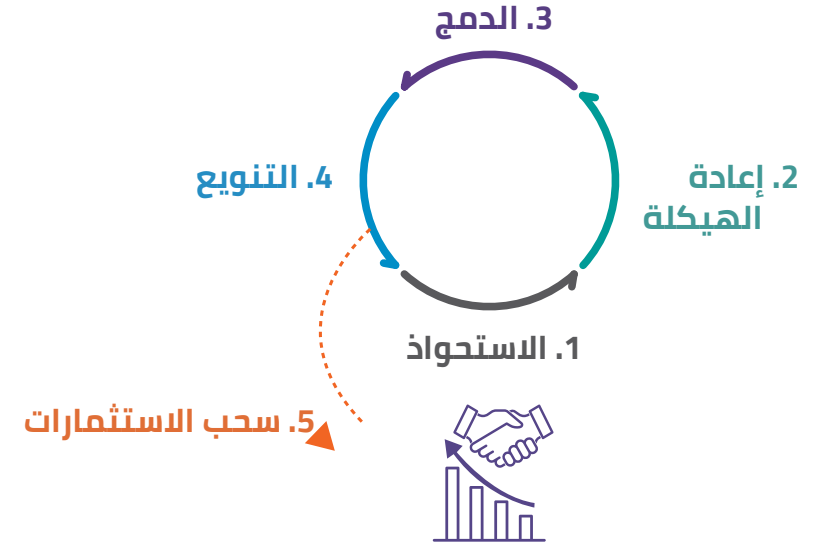 3. الدمج
4. التنويع
2. إعادة
الهيكلة
1. الاستحواذ
5. سحب الاستثمارات